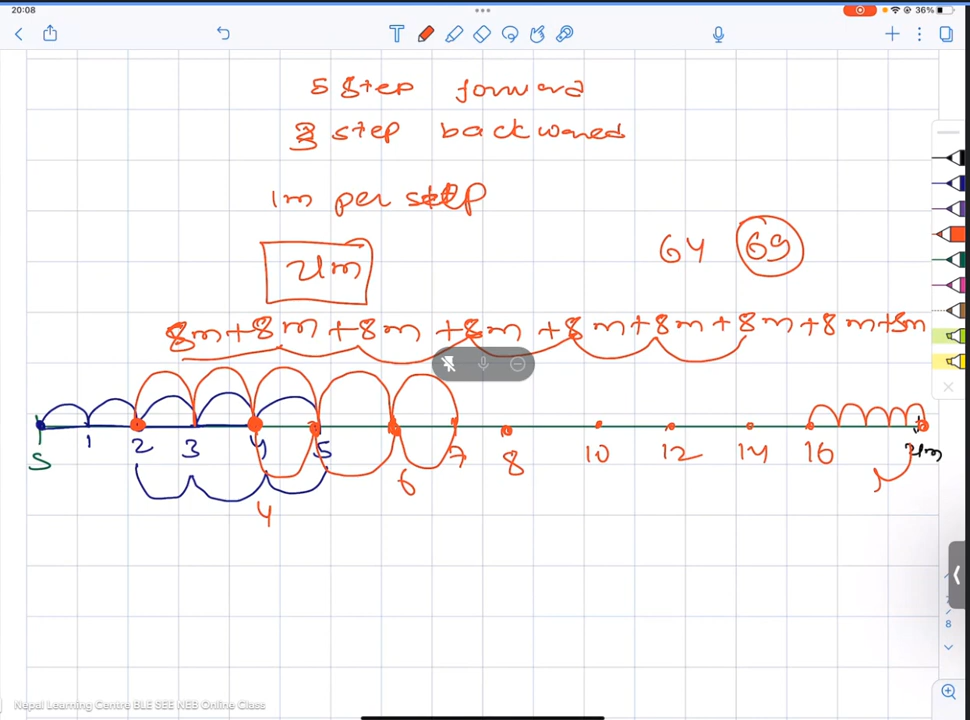 20:08
36%
T
5 step forward
3 step backwared
1m per step
21m
64 69
8m+8m+8m+8m+8m+8m+8m+8m+5m
1 2 3 4 5 6 7 8 10 12 14 16 21m
S
4
8
Nepal Learning Centre BLE SEE NEB Online Class